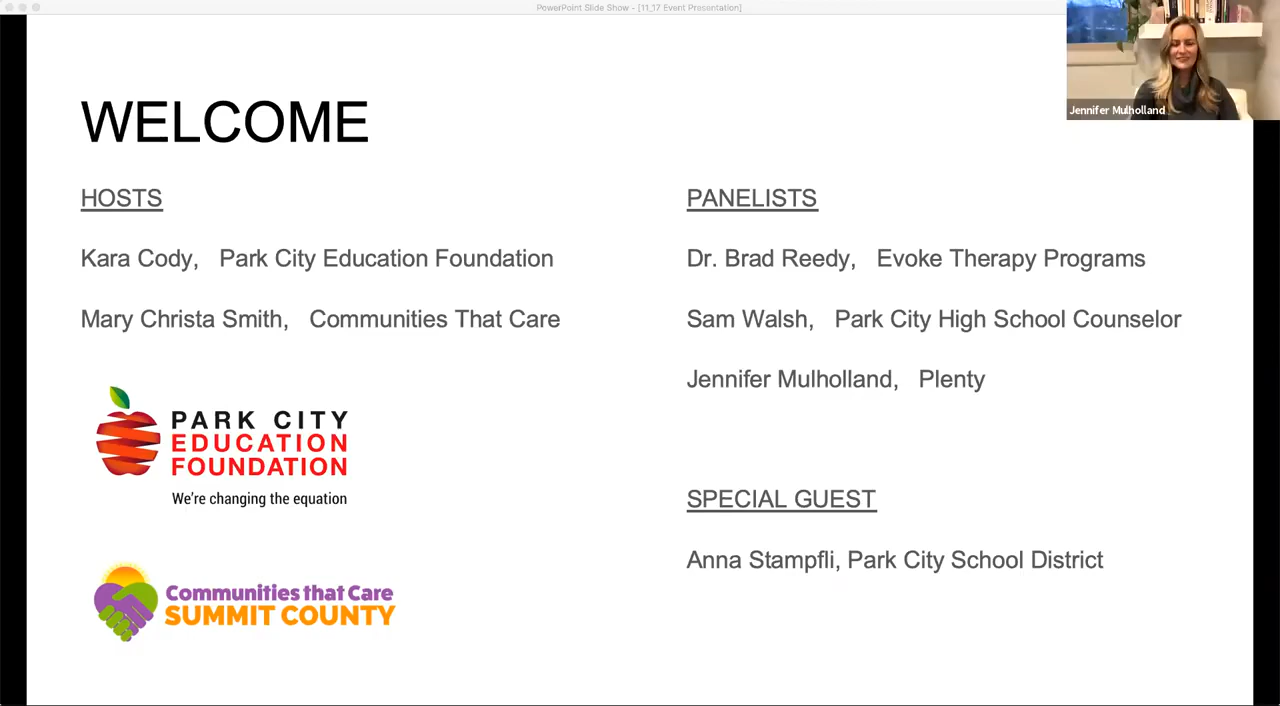 PowerPoint Slide Show - [11_17 Event Presentation]
Jennifer Mulholland
WELCOME
HOSTS
Kara Cody, Park City Education Foundation
Mary Christa Smith, Communities That Care
PARK CITY
EDUCATION
FOUNDATION
We're changing the equation
Communities that Care
SUMMIT COUNTY
PANELISTS
Dr. Brad Reedy, Evoke Therapy Programs
Sam Walsh, Park City High School Counselor
Jennifer Mulholland, Plenty
SPECIAL GUEST
Anna Stampfli, Park City School District